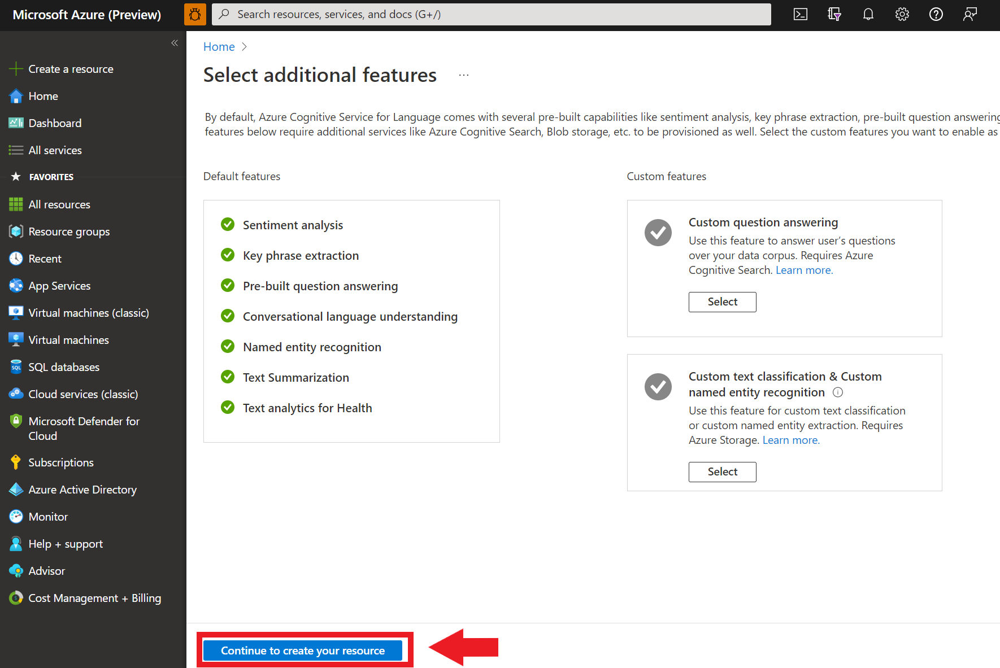 Microsoft Azure (Preview)
Search resources, services, and docs (G+/)
Create a resource
Home
Dashboard
All services
FAVORITES
All resources
Resource groups
Recent
App Services
Virtual machines (classic)
Virtual machines
SQL databases
Cloud services (classic)
Microsoft Defender for
Cloud
Subscriptions
Azure Active Directory
Monitor
Help + support
Advisor
Cost Management + Billing
Home
Select additional features
By default, Azure Cognitive Service for Language comes with several pre-built capabilities like sentiment analysis, key phrase extraction, pre-built question answering
features below require additional services like Azure Cognitive Search, Blob storage, etc. to be provisioned as well. Select the custom features you want to enable as
Default features
Sentiment analysis
Key phrase extraction
Pre-built question answering
Conversational language understanding
Named entity recognition
Text Summarization
Text analytics for Health
Custom features
Custom question answering
Use this feature to answer user's questions
over your data corpus. Requires Azure
Cognitive Search. Learn more.
Select
Custom text classification & Custom
named entity recognition
Use this feature for custom text classification
or custom named entity extraction. Requires
Azure Storage. Learn more.
Select
Continue to create your resource